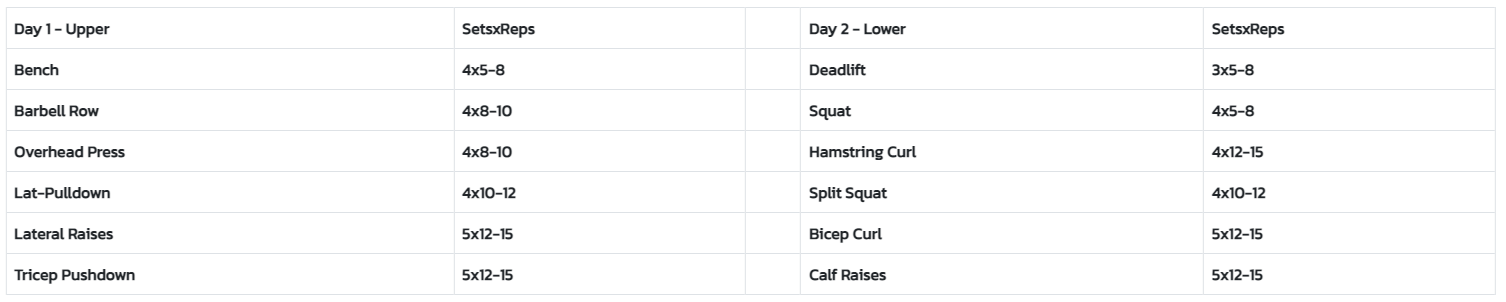 Day 1 - Upper SetsxReps Day 2 - Lower SetsxReps
Bench 4x5-8 Deadlift 3x5-8
Barbell Row 4x8-10 Squat 4x5-8
Overhead Press 4x8-10 Hamstring Curl 4x12-15
Lat-Pulldown 4x10-12 Split Squat 4x10-12
Lateral Raises 5x12-15 Bicep Curl 5x12-15
Tricep Pushdown 5x12-15 Calf Raises 5x12-15